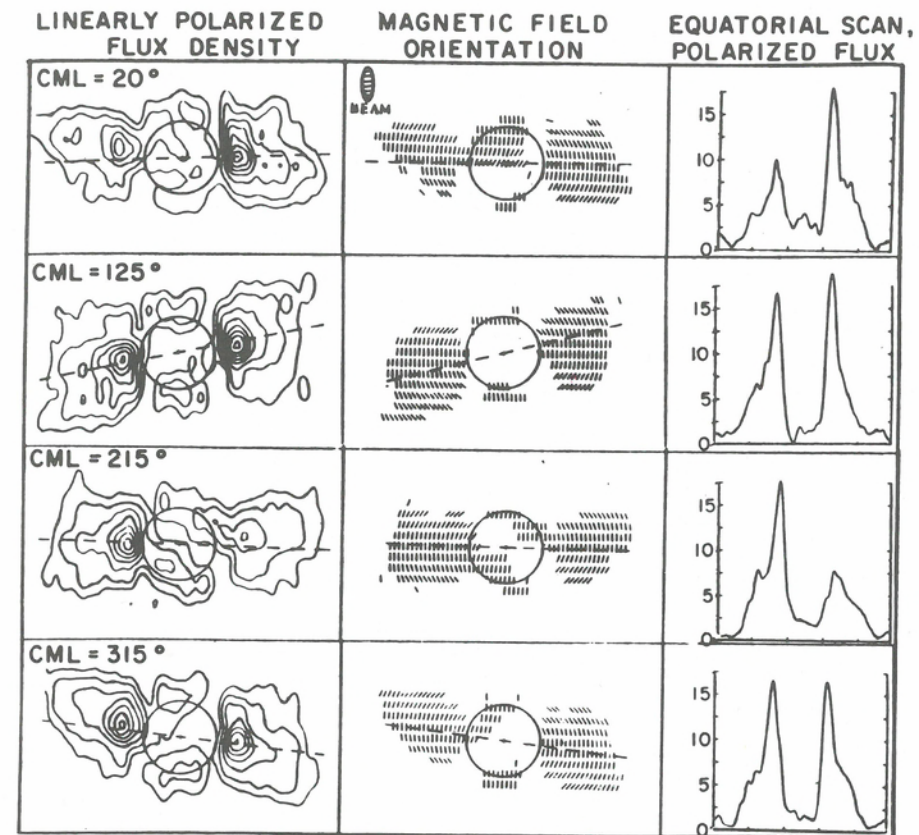 LINEARLY POLARIZED
FLUX DENSITY
MAGNETIC FIELD
ORIENTATION
EQUATORIAL SCAN,
POLARIZED FLUX
CML = 20°
BEAM
15
10
5
0
CML = 125°
15
10
5
0
CML = 215°
15
10
5
0
CML = 315°
15
10
5
0